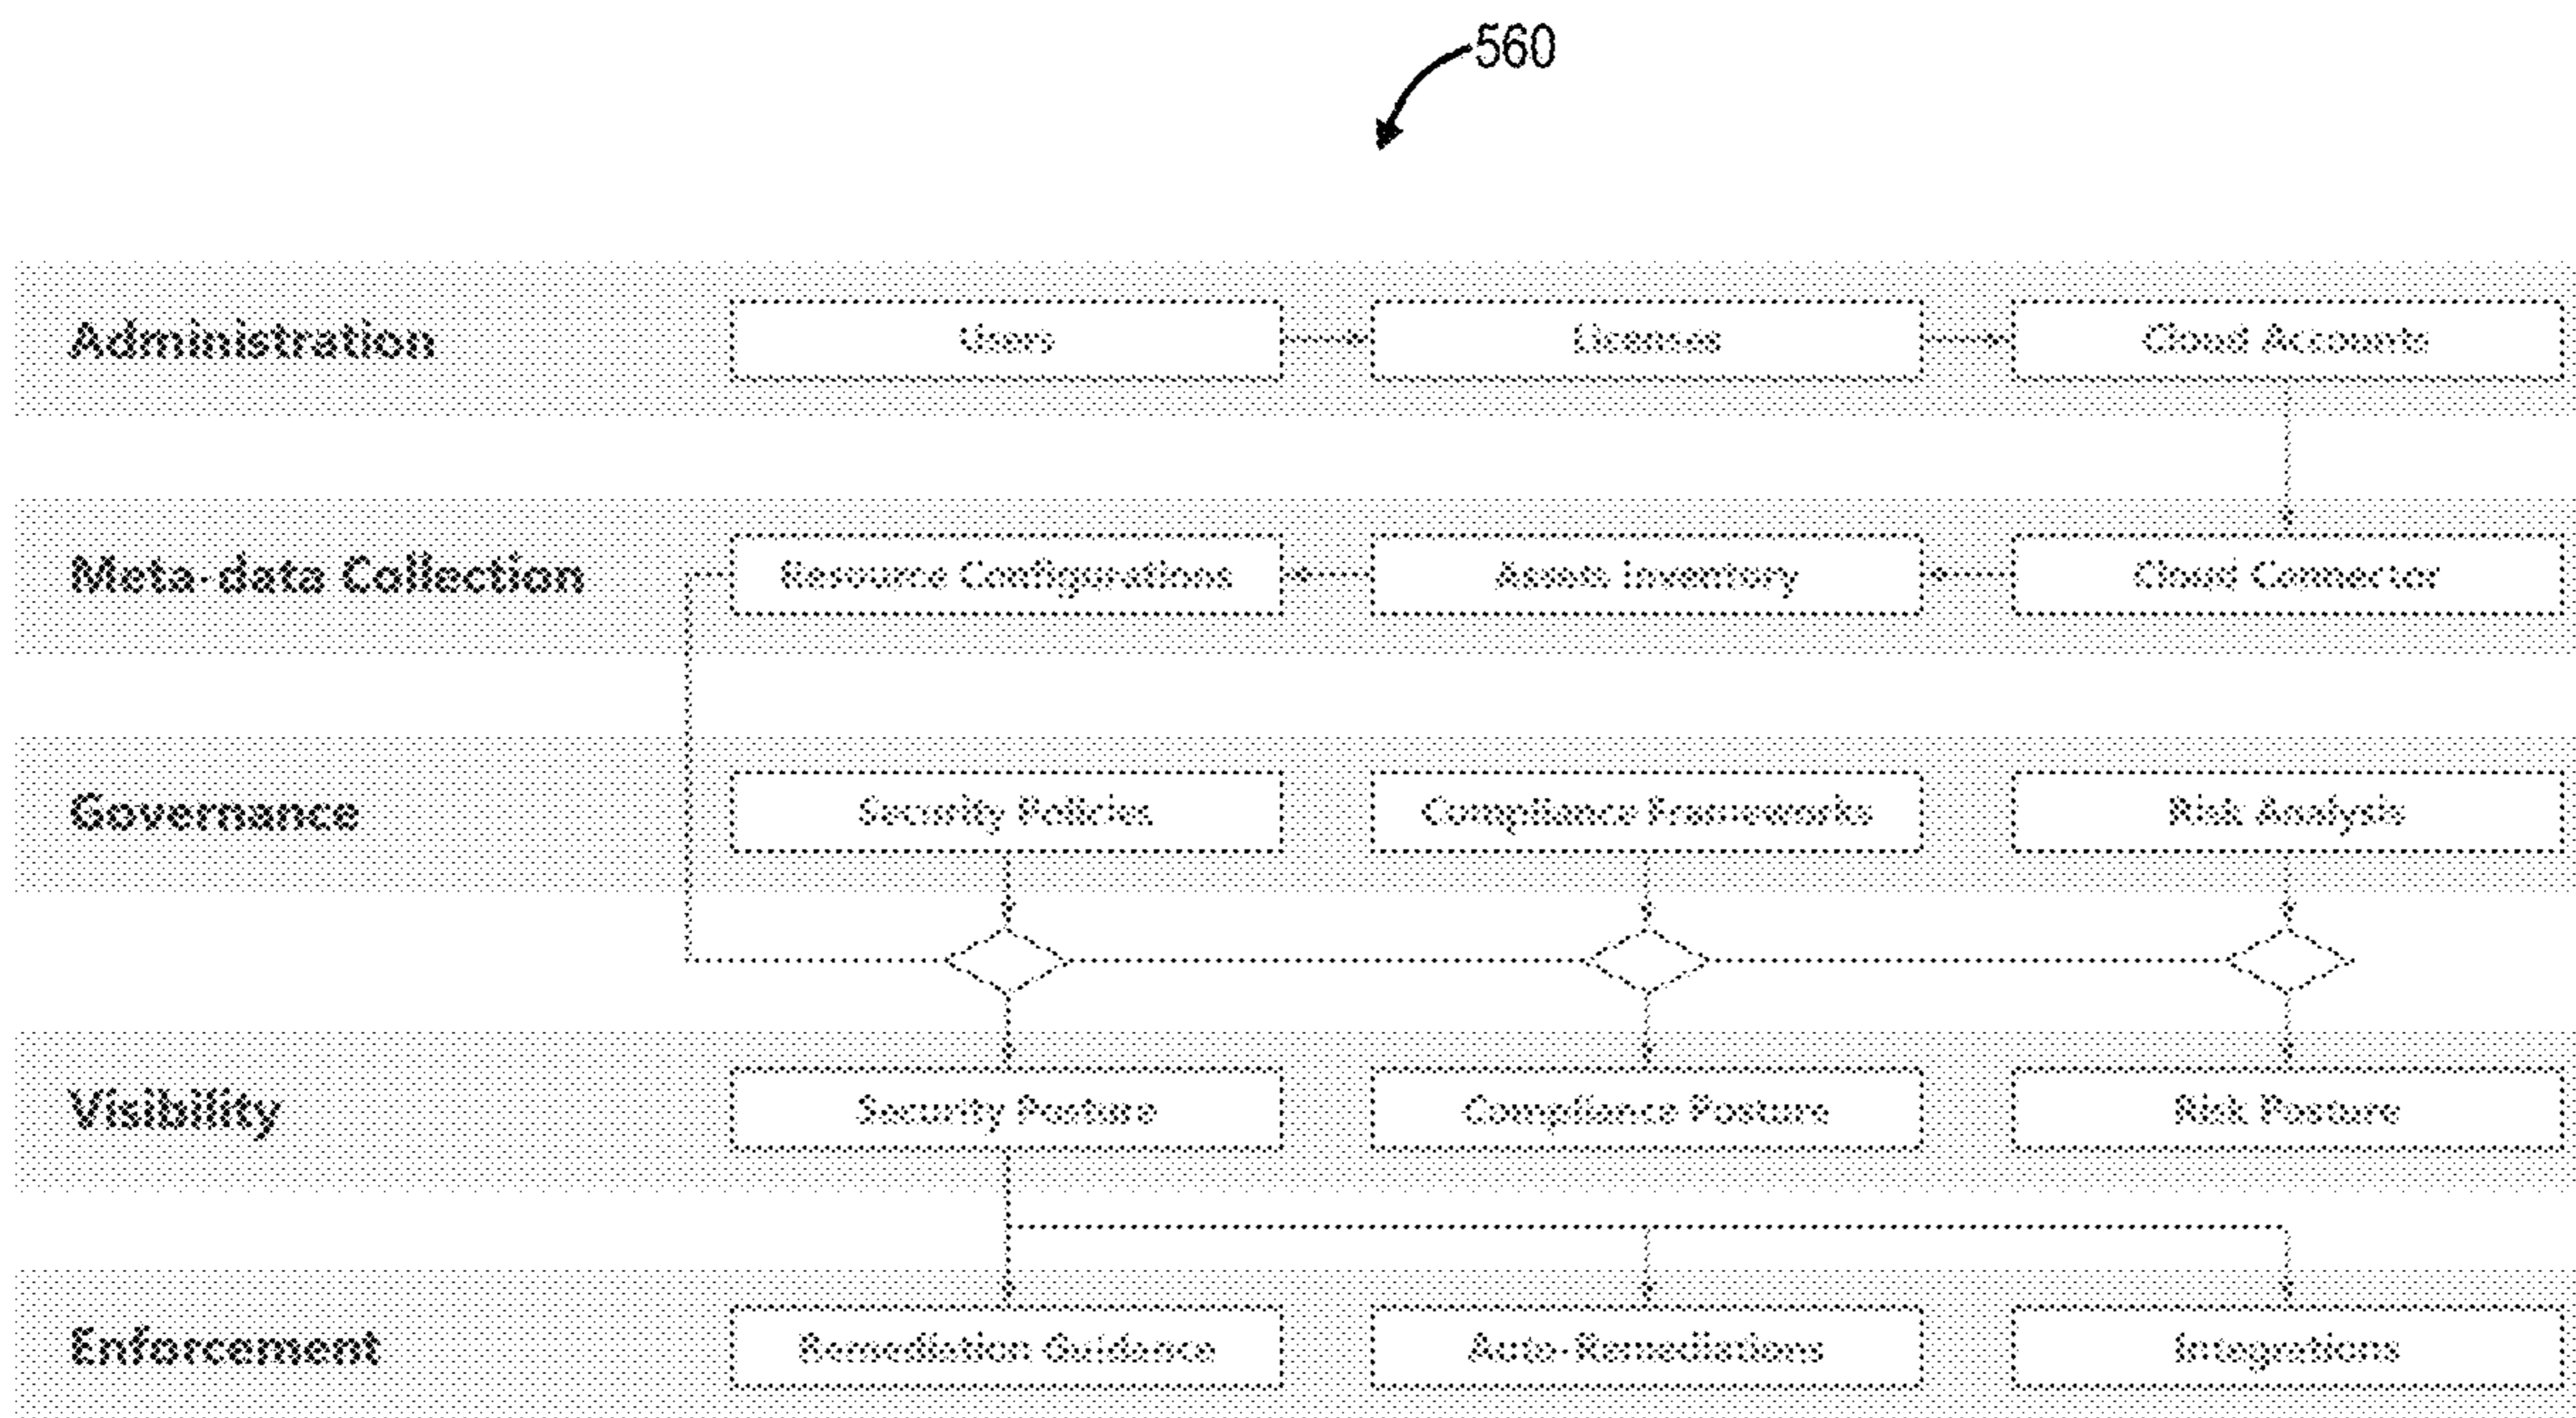 560
Administration
Users
Licenses
Cloud Accounts
Meta-data Collection
Resource Configurations
Assets Inventory
Cloud Connector
Governance
Security Policies
Compliance Frameworks
Risk Analysis
Visibility
Security Posture
Compliance Posture
Risk Posture
Enforcement
Remediation Guidance
Auto-Remediations
Integrations